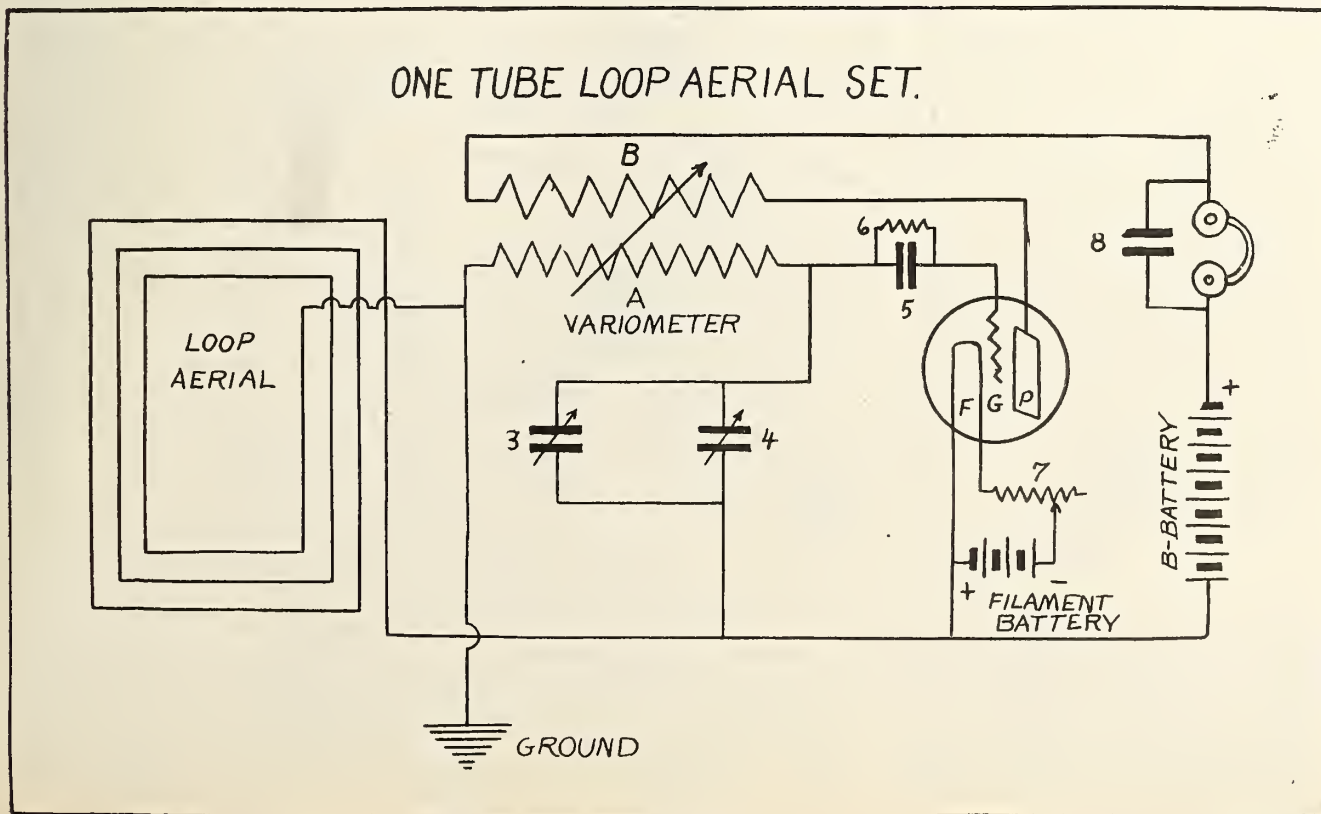 ONE TUBE LOOP AERIAL SET.
B
6
8
A
VARIOMETER
5
LOOP
AERIAL
F G P
3
4
7
+
B-BATTERY
+ −
FILAMENT
BATTERY
GROUND